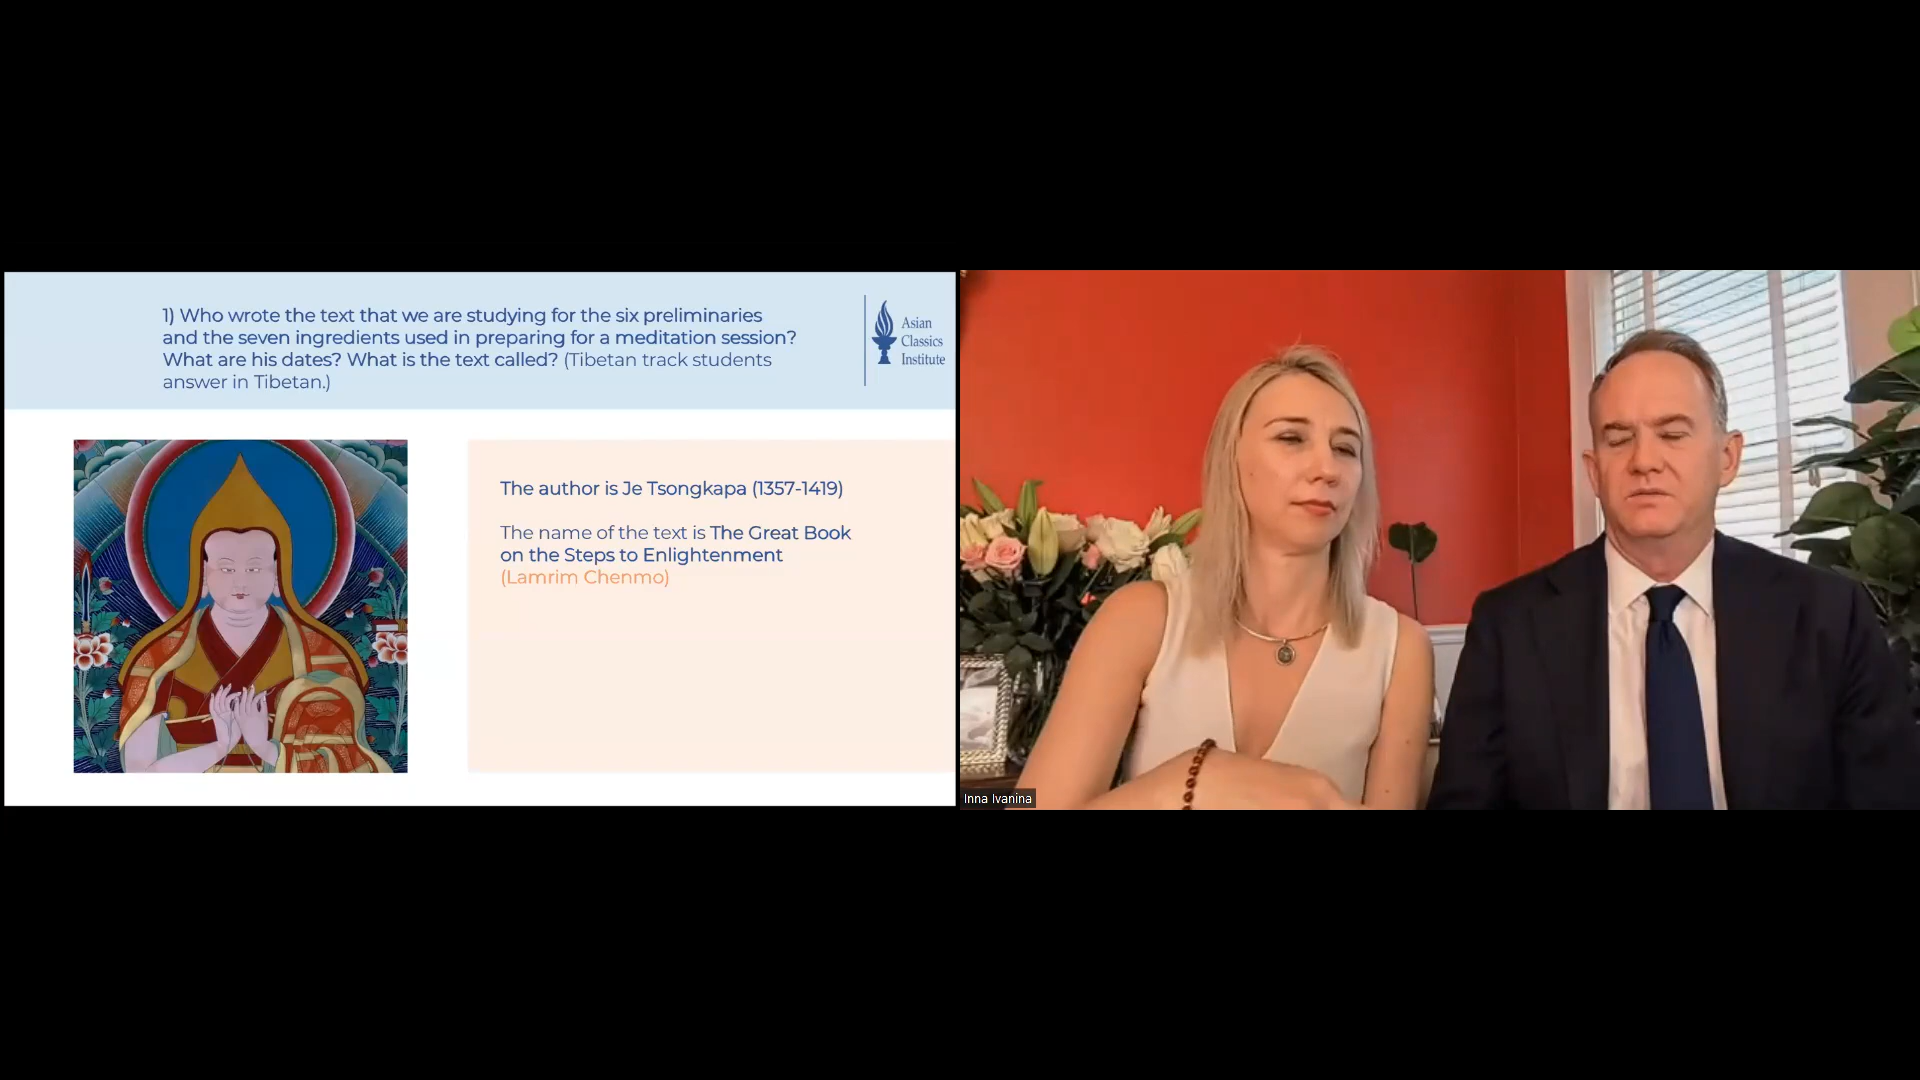 1) Who wrote the text that we are studying for the six preliminaries
and the seven ingredients used in preparing for a meditation session?
What are his dates? What is the text called? (Tibetan track students
answer in Tibetan.)
Asian
Classics
Institute
The author is Je Tsongkapa (1357-1419)
The name of the text is The Great Book
on the Steps to Enlightenment
(Lamrim Chenmo)
Inna Ivanina